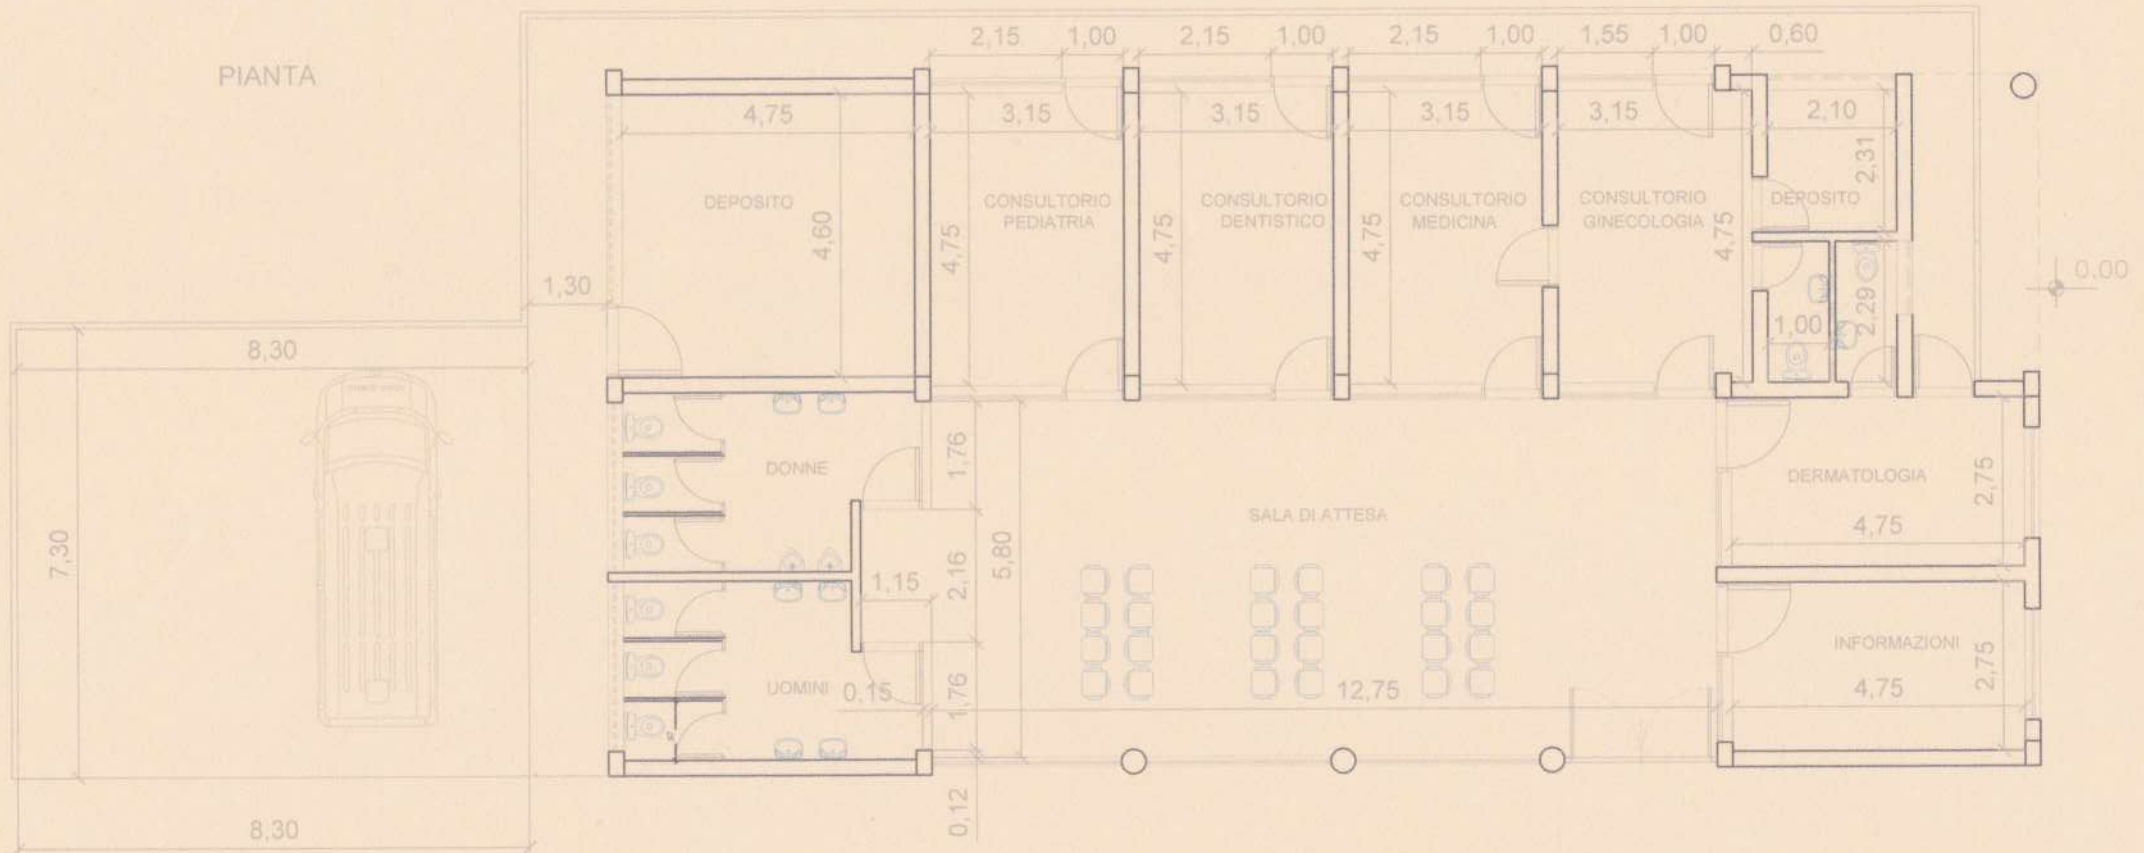 PIANTA
2,15 1,00 2,15 1,00 2,15 1,00 1,55 1,00 0,60
4,75 3,15 3,15 3,15 3,15 2,10
2,31
DEPOSITO
CONSULTORIO
PEDIATRIA
CONSULTORIO
DENTISTICO
CONSULTORIO
MEDICINA
CONSULTORIO
GINECOLOGIA
DEPOSITO
4,60 4,75 4,75 4,75 4,75
0.00
1,30
2,29
1,00
8,30
1,76
DONNE
DERMATOLOGIA
2,75
4,75
SALA DI ATTESA
7,30
5,80
2,16
1,15
INFORMAZIONI
2,75
UOMINI
0,15
1,76
12,75
4,75
0,12
8,30